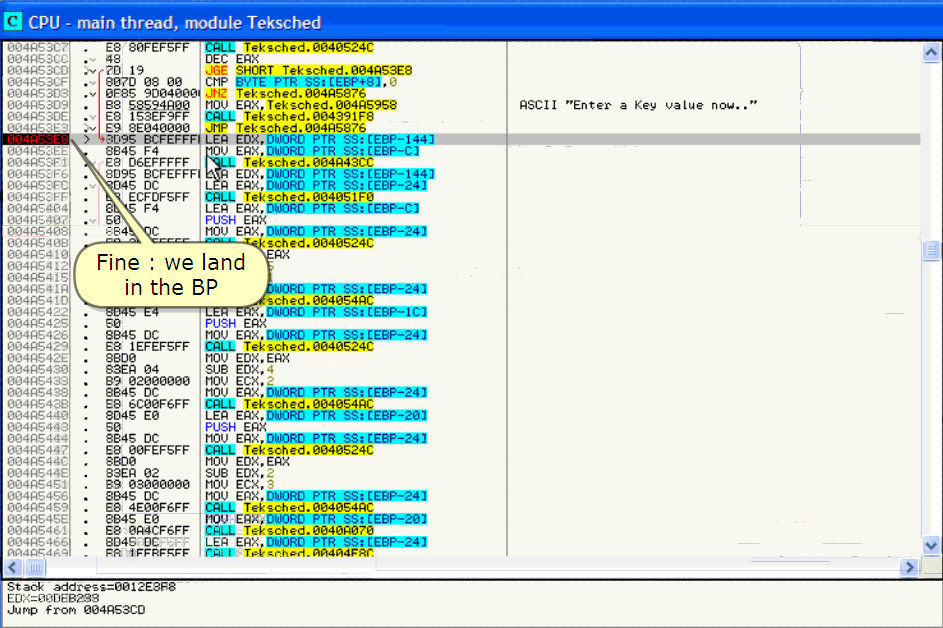 C CPU - main thread, module Teksched
004A53C7 . E8 80FEF5FF CALL Teksched.0040524C
004A53CC . 48 DEC EAX
004A53CD . 7D 19 JGE SHORT Teksched.004A53E8
004A53CF . 807D 08 00 CMP BYTE PTR SS:[EBP+8],0
004A53D3 . 0F85 9D040000 JNZ Teksched.004A5876
004A53D9 . B8 58594A00 MOV EAX,Teksched.004A5958 ASCII "Enter a Key value now.."
004A53DE . E8 153EF9FF CALL Teksched.004391F8
004A53E3 . E9 8E040000 JMP Teksched.004A5876
004A53E8 > 8D95 BCFEFFFF LEA EDX,DWORD PTR SS:[EBP-144]
004A53EE . 8B45 F4 MOV EAX,DWORD PTR SS:[EBP-C]
004A53F1 . E8 D6EFFFFF CALL Teksched.004A43CC
004A53F6 . 8D95 BCFEFFFF LEA EDX,DWORD PTR SS:[EBP-144]
004A53FC . 8D45 DC LEA EAX,DWORD PTR SS:[EBP-24]
004A53FF . E8 ECFDF5FF CALL Teksched.004051F0
004A5404 . 8D45 F4 LEA EAX,DWORD PTR SS:[EBP-C]
004A5407 . 50 PUSH EAX
004A5408 . 8B45 DC MOV EAX,DWORD PTR SS:[EBP-24]
004A540B CALL Teksched.0040524C
004A5410 EAX
004A5412
004A5415
004A541A DWORD PTR SS:[EBP-24]
004A541D ksched.004054AC
Fine : we land
in the BP
004A5422 . 8D45 E4 LEA EAX,DWORD PTR SS:[EBP-1C]
004A5425 . 50 PUSH EAX
004A5426 . 8B45 DC MOV EAX,DWORD PTR SS:[EBP-24]
004A5429 . E8 1EFEF5FF CALL Teksched.0040524C
004A542E . 8BD0 MOV EDX,EAX
004A5430 . 83EA 04 SUB EDX,4
004A5433 . B9 02000000 MOV ECX,2
004A5438 . 8B45 DC MOV EAX,DWORD PTR SS:[EBP-24]
004A543B . E8 6C00F6FF CALL Teksched.004054AC
004A5440 . 8D45 E0 LEA EAX,DWORD PTR SS:[EBP-20]
004A5443 . 50 PUSH EAX
004A5444 . 8B45 DC MOV EAX,DWORD PTR SS:[EBP-24]
004A5447 . E8 00FEF5FF CALL Teksched.0040524C
004A544C . 8BD0 MOV EDX,EAX
004A544E . 83EA 02 SUB EDX,2
004A5451 . B9 03000000 MOV ECX,3
004A5456 . 8B45 DC MOV EAX,DWORD PTR SS:[EBP-24]
004A5459 . E8 4E00F6FF CALL Teksched.004054AC
004A545E . 8B45 E0 MOV EAX,DWORD PTR SS:[EBP-20]
004A5461 . E8 0A4CF6FF CALL Teksched.0040A070
004A5466 . 8D45 DC LEA EAX,DWORD PTR SS:[EBP-24]
004A5469 CALL Teksched.00404F8C
Stack address=0012E3A8
EDX=00DEB238
Jump from 004A53CD